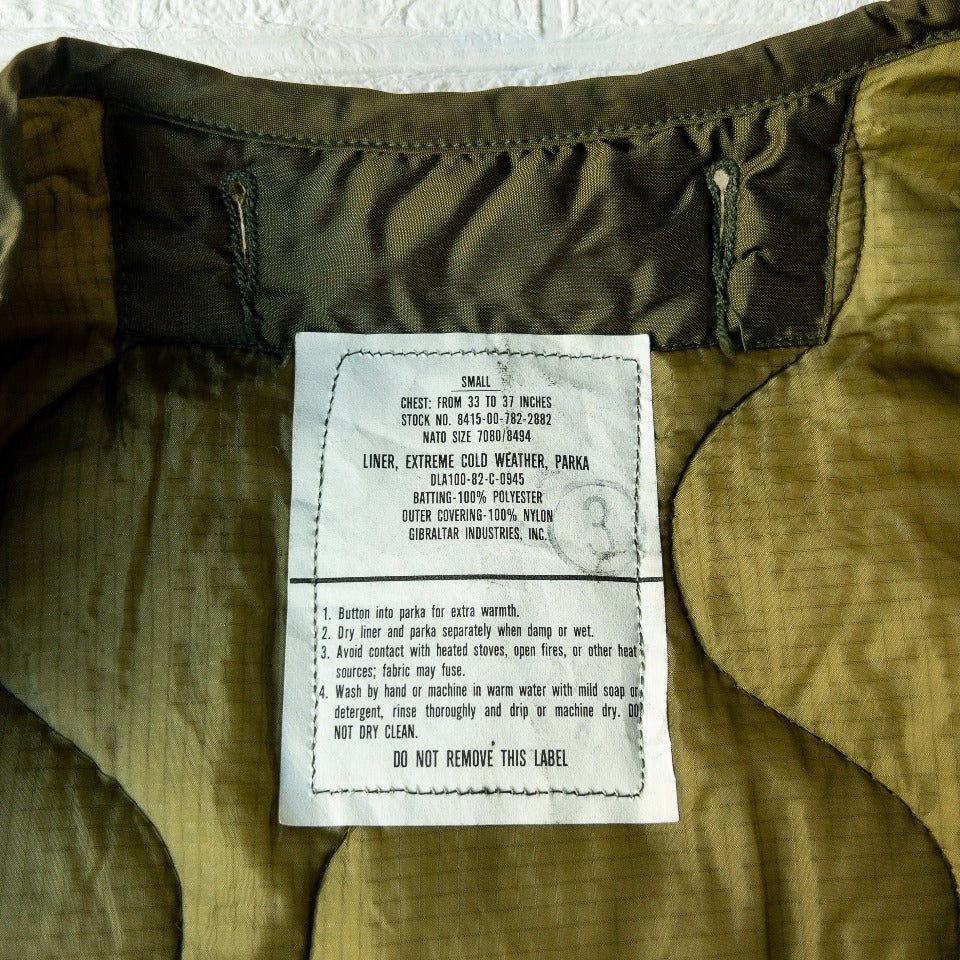 SMALL
CHEST: FROM 33 TO 37 INCHES
STOCK NO. 8415-00-782-2882
NATO SIZE 7080/8494
LINER, EXTREME COLD WEATHER, PARKA
DLA100-82-C-0945
BATTING-100% POLYESTER
OUTER COVERING-100% NYLON
GIBRALTAR INDUSTRIES, INC.
3
1. Button into parka for extra warmth.
2. Dry liner and parka separately when damp or wet.
3. Avoid contact with heated stoves, open fires, or other heat
sources; fabric may fuse.
4. Wash by hand or machine in warm water with mild soap or
detergent, rinse thoroughly and drip or machine dry. DO
NOT DRY CLEAN.
DO NOT REMOVE THIS LABEL